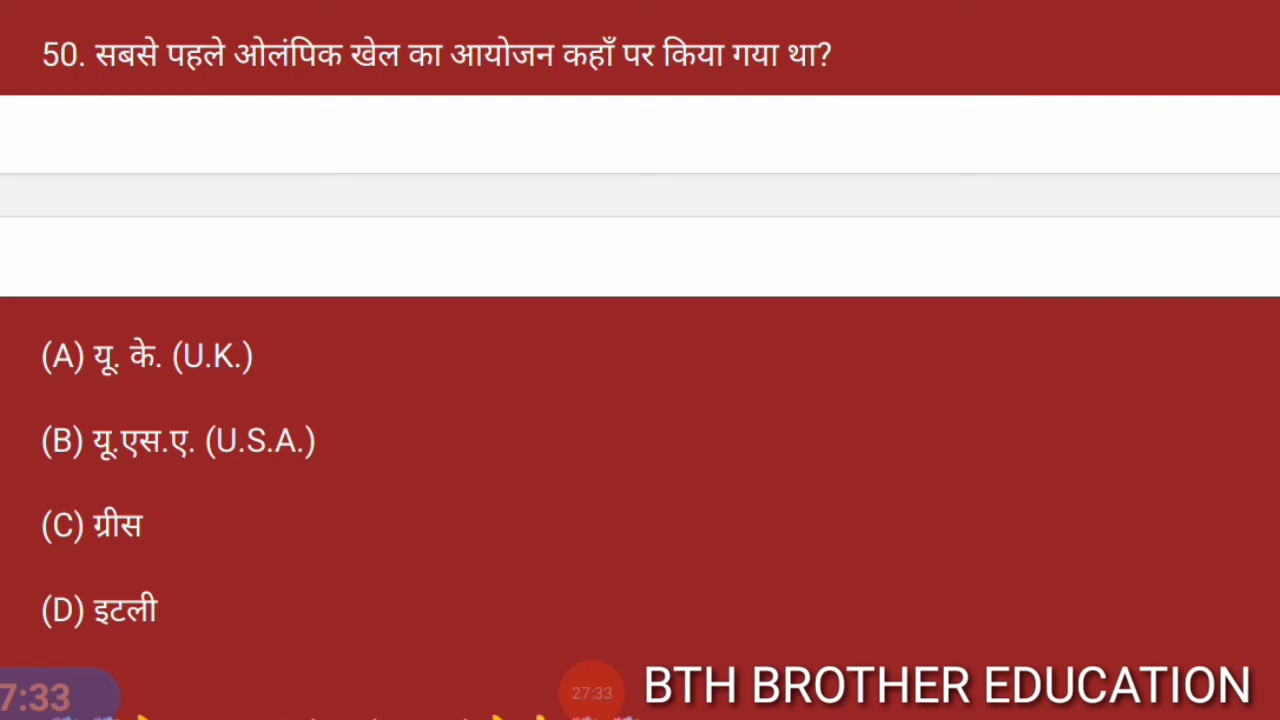 50. सबसे पहले ओलंपिक खेल का आयोजन कहाँ पर किया गया था?
(A) यू. के. (U.K.)
(B) यू.एस.ए. (U.S.A.)
(C) ग्रीस
(D) इटली
7:33
27:33
BTH BROTHER EDUCATION